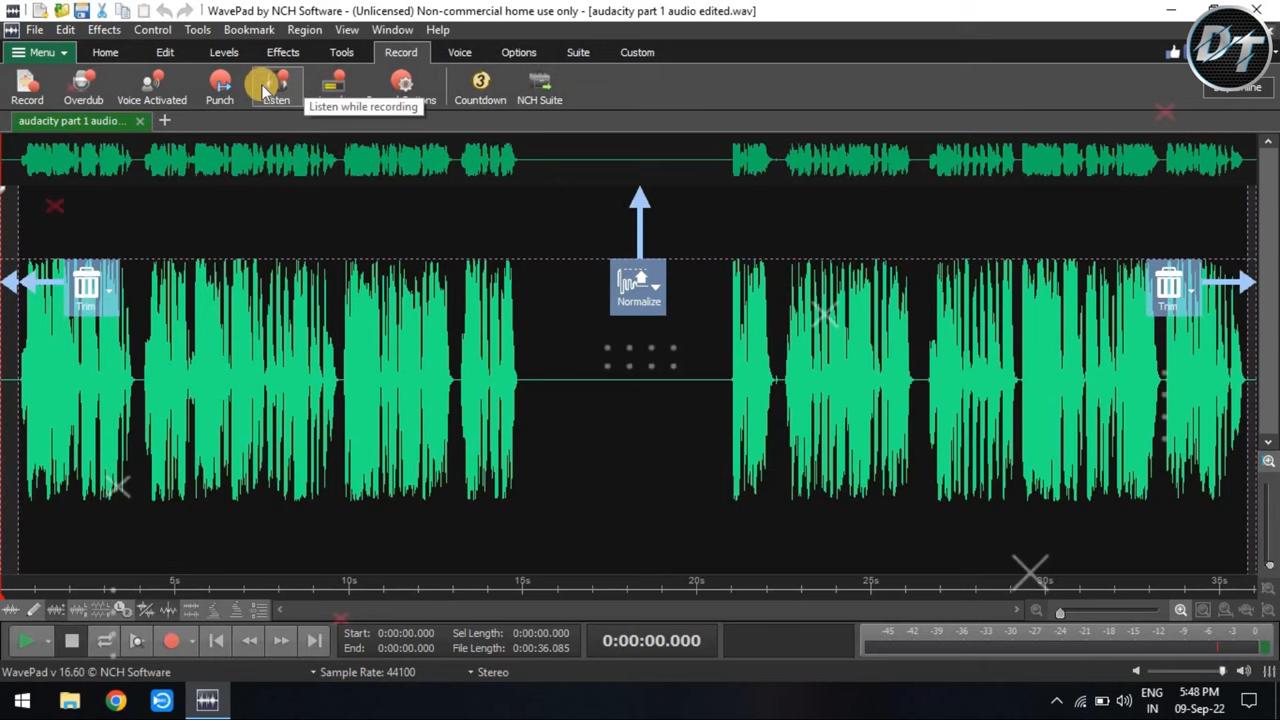 WavePad by NCH Software - (Unlicensed) Non-commercial home use only - [audacity part 1 audio edited.wav]
File Edit Effects Control Tools Bookmark Region View Window Help
Menu Home Edit Levels Effects Tools Record Voice Options Suite Custom
DT
Record Overdub Voice Activated Punch Listen Countdown NCH Suite
3
Listen while recording
audacity part 1 audio...
Normalize
Trim
Trim
5s 10s 15s 20s 25s 30s 35s
Start: 0:00:00.000 Sel Length: 0:00:00.000
End: 0:00:00.000 File Length: 0:00:36.085
0:00:00.000
-45 -42 -39 -36 -33 -30 -27 -24 -21 -18 -15 -12 -9 -6 -3 0
WavePad v 16.60 © NCH Software Sample Rate: 44100 Stereo
ENG
IN
5:48 PM
09-Sep-22